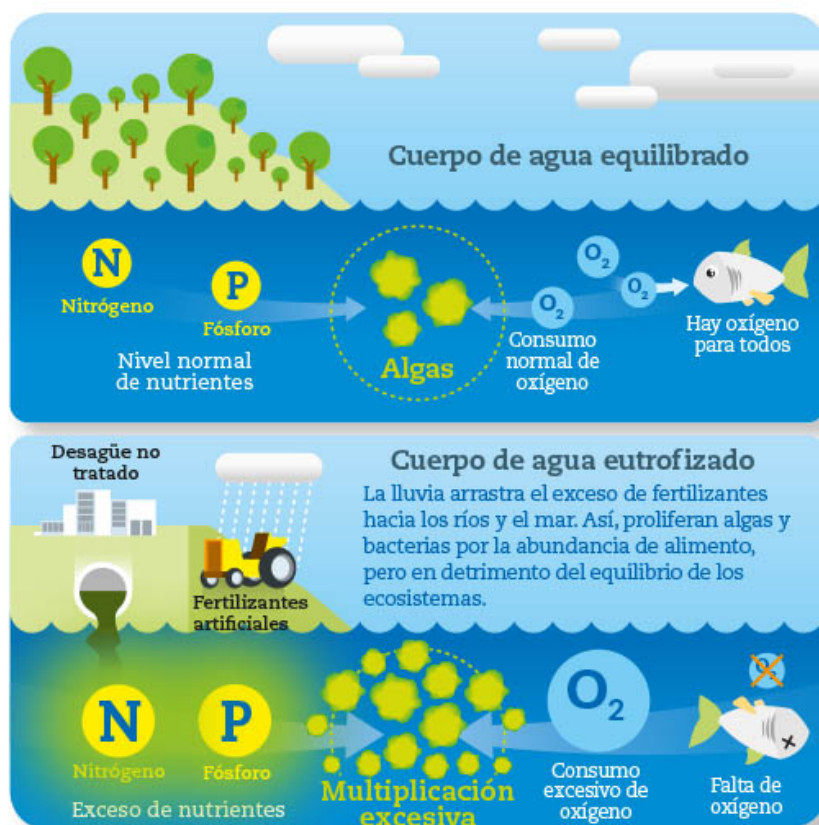 Cuerpo de agua equilibrado
N
Nitrógeno
P
Fósforo
Nivel normal
de nutrientes
Algas
O2
O2
O2
Consumo
normal de
oxígeno
Hay oxígeno
para todos
Desagüe no
tratado
Fertilizantes
artificiales
Cuerpo de agua eutrofizado
La lluvia arrastra el exceso de fertilizantes
hacia los ríos y el mar. Así, proliferan algas y
bacterias por la abundancia de alimento,
pero en detrimento del equilibrio de los
ecosistemas.
N
Nitrógeno
P
Fósforo
Exceso de nutrientes
Multiplicación
excesiva
O2
Consumo
excesivo de
oxígeno
O2
Falta de
oxígeno